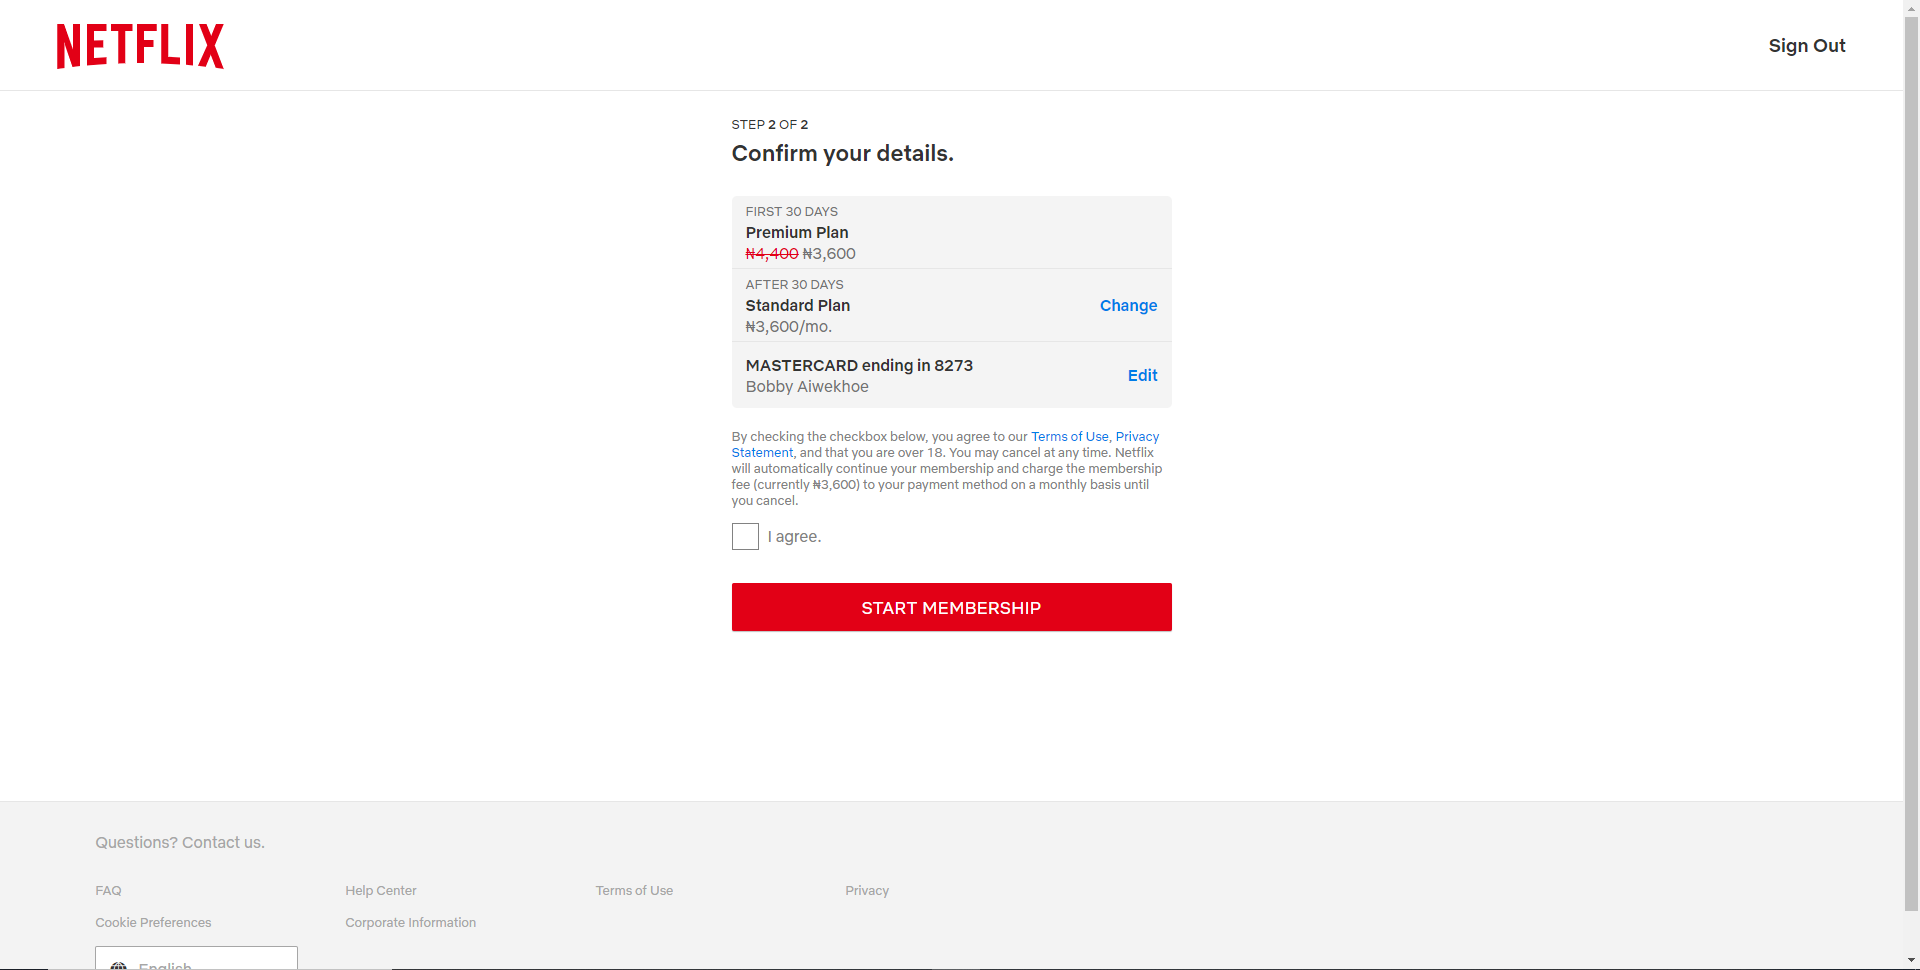 NETFLIX
Sign Out
STEP 2 OF 2
Confirm your details.
FIRST 30 DAYS
Premium Plan
₦4,400 ₦3,600
AFTER 30 DAYS
Standard Plan
Change
₦3,600/mo.
MASTERCARD ending in 8273
Edit
Bobby Aiwekhoe
By checking the checkbox below, you agree to our Terms of Use, Privacy
Statement, and that you are over 18. You may cancel at any time. Netflix
will automatically continue your membership and charge the membership
fee (currently ₦3,600) to your payment method on a monthly basis until
you cancel.
I agree.
START MEMBERSHIP
Questions? Contact us.
FAQ
Help Center
Terms of Use
Privacy
Cookie Preferences
Corporate Information
English